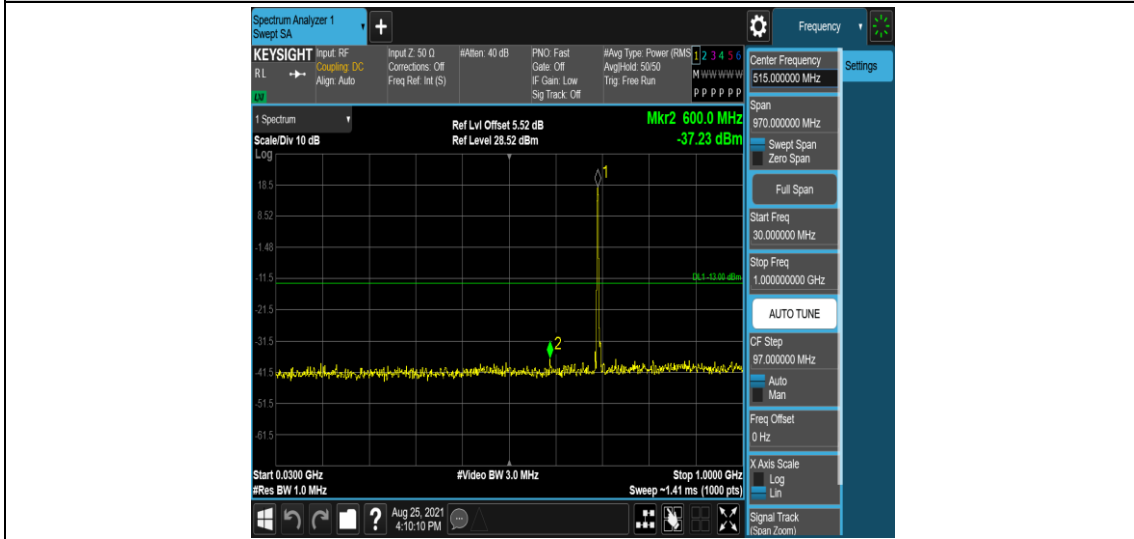 Spectrum Analyzer 1
Swept SA
+
Frequency
KEYSIGHT
RL
Input: RF
Coupling: DC
Align: Auto
Input Z: 50 Ω
Corrections: Off
Freq Ref: Int (S)
#Atten: 40 dB
PNO: Fast
Gate: Off
IF Gain: Low
Sig Track: Off
#Avg Type: Power (RMS
Avg|Hold: 50/50
Trig: Free Run
1 2 3 4 5 6
M W W W W W
P P P P P P
1 Spectrum
Scale/Div 10 dB
Log
Ref Lvl Offset 5.52 dB
Ref Level 28.52 dBm
Mkr2 600.0 MHz
-37.23 dBm
1
18.5
8.52
-1.48
-11.5
DL1 -13.00 dBm
-21.5
-31.5
2
-41.5
-51.5
-61.5
Start 0.0300 GHz
#Res BW 1.0 MHz
#Video BW 3.0 MHz
Stop 1.0000 GHz
Sweep ~1.41 ms (1000 pts)
?
Aug 25, 2021
4:10:10 PM
Center Frequency
515.000000 MHz
Settings
Span
970.000000 MHz
Swept Span
Zero Span
Full Span
Start Freq
30.000000 MHz
Stop Freq
1.000000000 GHz
AUTO TUNE
CF Step
97.000000 MHz
Auto
Man
Freq Offset
0 Hz
X Axis Scale
Log
Lin
Signal Track
(Span Zoom)